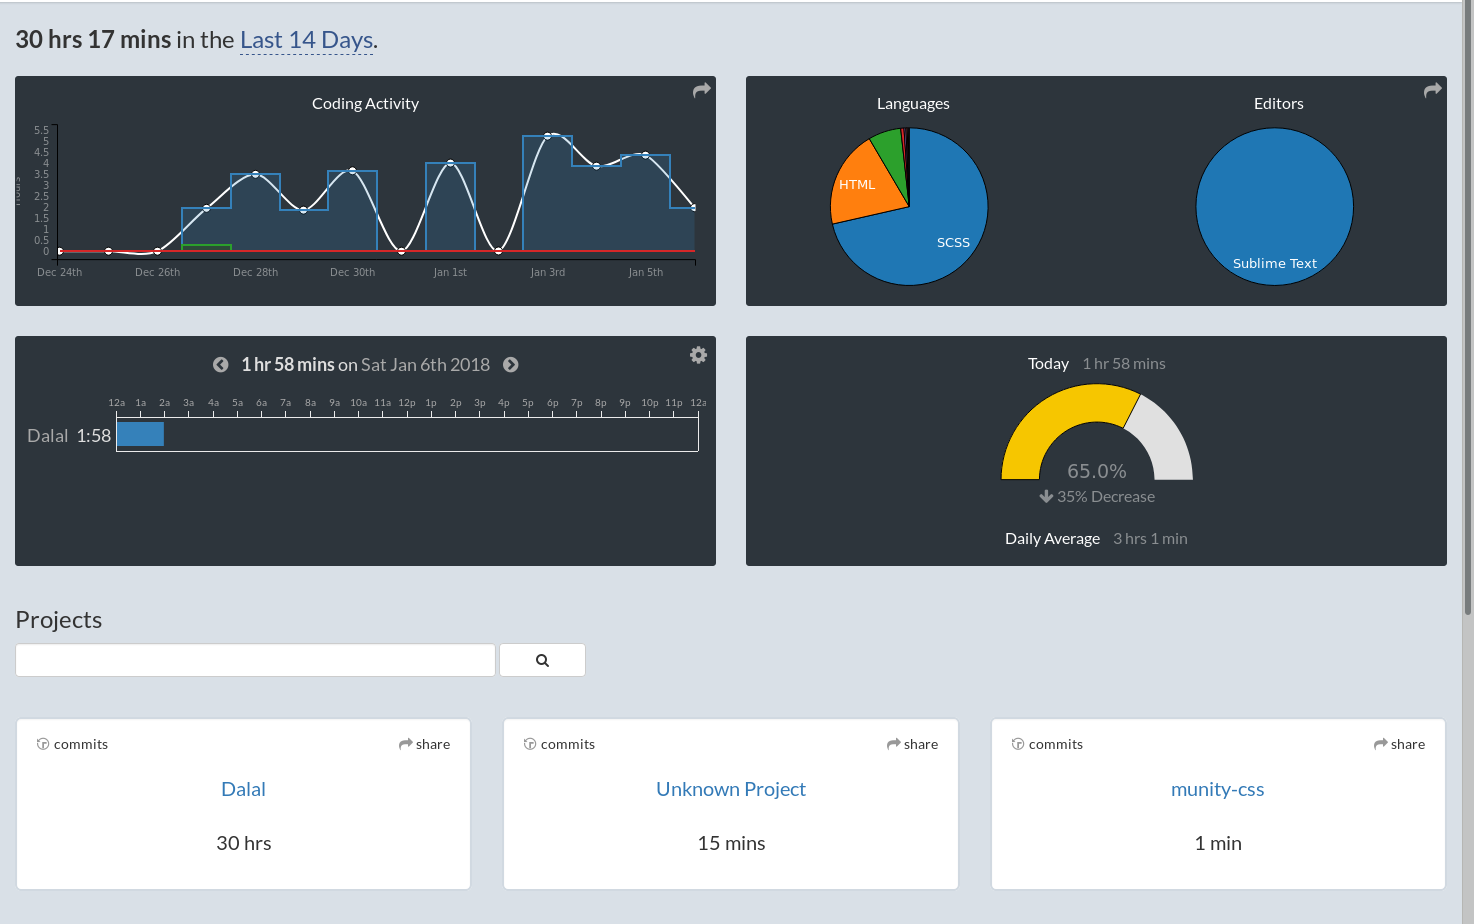 30 hrs 17 mins in the Last 14 Days.
Coding Activity
5.5
5
4.5
4
3.5
3
2.5
2
1.5
1
0.5
0
Dec 24th Dec 26th Dec 28th Dec 30th Jan 1st Jan 3rd Jan 5th
Languages
HTML
SCSS
Editors
Sublime Text
1 hr 58 mins on Sat Jan 6th 2018
12a 1a 2a 3a 4a 5a 6a 7a 8a 9a 10a 11a 12p 1p 2p 3p 4p 5p 6p 7p 8p 9p 10p 11p 12a
Dalal 1:58
Today 1 hr 58 mins
65.0%
35% Decrease
Daily Average 3 hrs 1 min
Projects
commits share
Dalal
30 hrs
commits share
Unknown Project
15 mins
commits share
munity-css
1 min